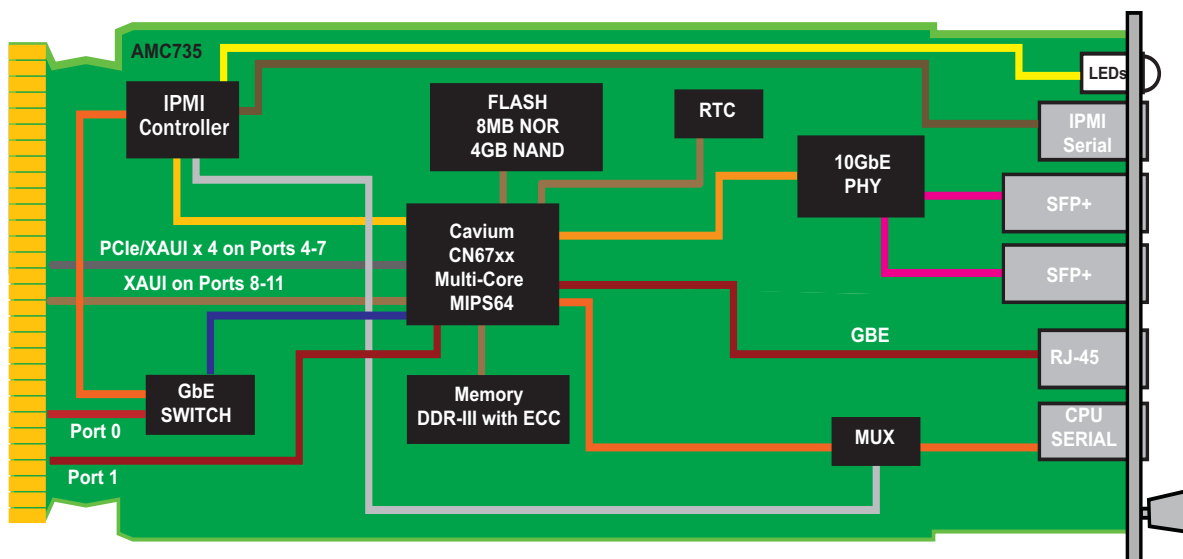 AMC735
LEDs
IPMI
Controller
FLASH
8MB NOR
4GB NAND
RTC
IPMI
Serial
10GbE
PHY
SFP+
Cavium
CN67xx
Multi-Core
MIPS64
PCIe/XAUI x 4 on Ports 4-7
XAUI on Ports 8-11
SFP+
GBE
RJ-45
GbE
SWITCH
Memory
DDR-III with ECC
MUX
CPU
SERIAL
Port 0
Port 1